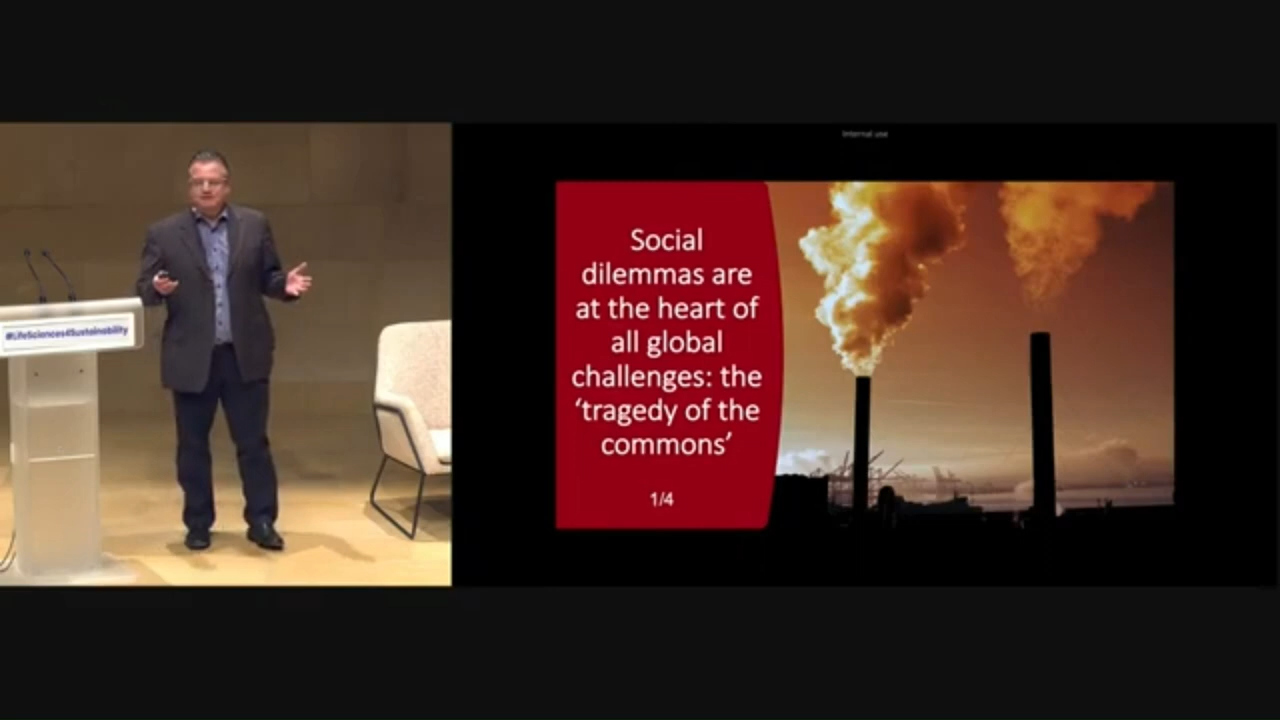 Internal use
#LifeSciences4Sustainability
Social
dilemmas are
at the heart of
all global
challenges: the
‘tragedy of the
commons’
1/4